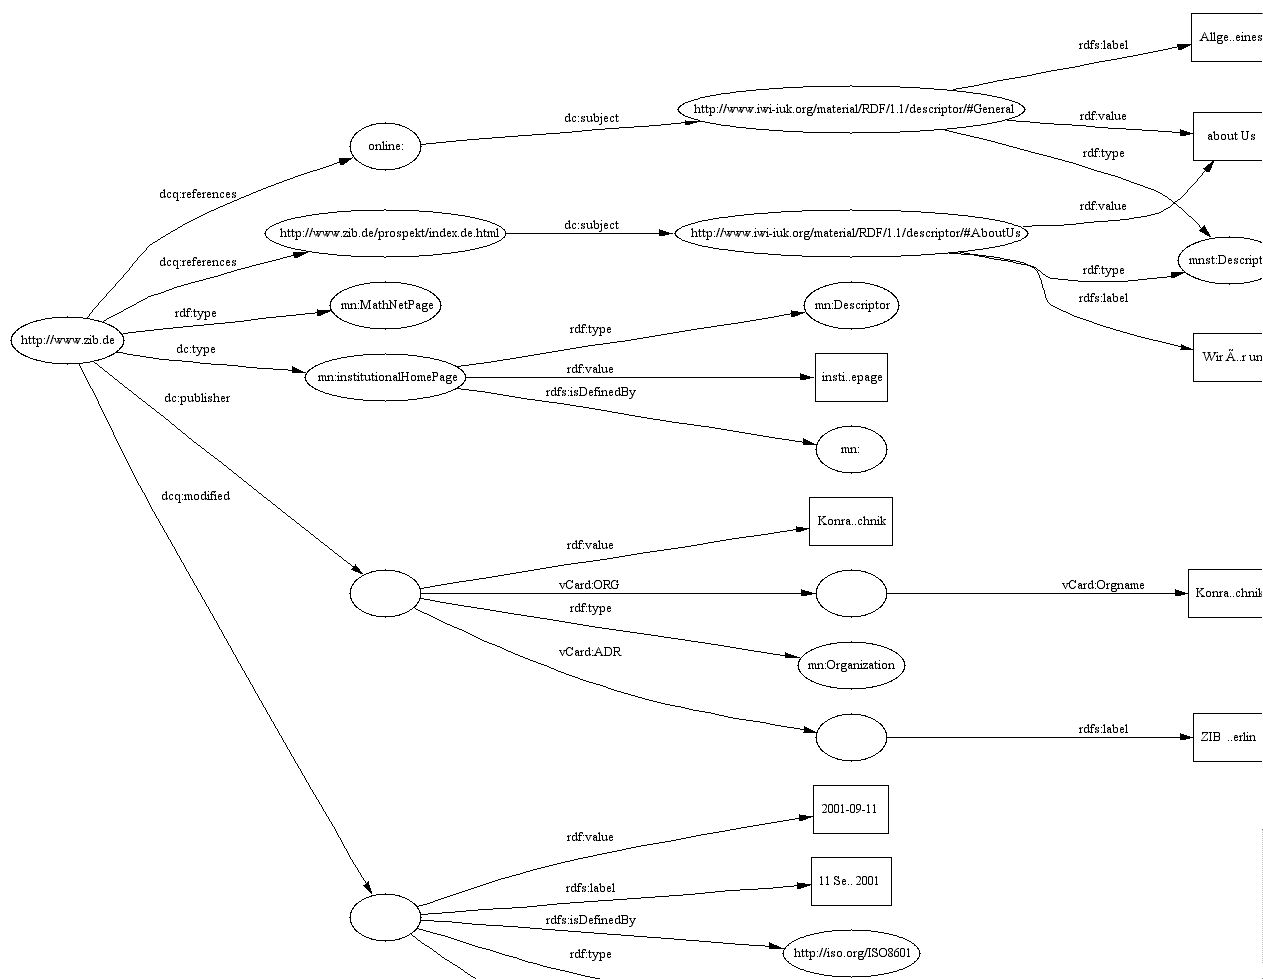 rdfs:label
Allge..eines
http://www.iwi-iuk.org/material/RDF/1.1/descriptor/#General
dc:subject
rdf:value
about Us
online:
rdf:type
dcq:references
rdf:value
http://www.zib.de/prospekt/index.de.html
dc:subject
http://www.iwi-iuk.org/material/RDF/1.1/descriptor/#AboutUs
dcq:references
mnst:Descript
rdf:type
rdfs:label
mn:MathNetPage
mn:Descriptor
rdf:type
rdf:type
http://www.zib.de
dc:type
Wir Ã..r un
rdf:value
mn:institutionalHomePage
insti..epage
rdfs:isDefinedBy
dc:publisher
mn:
dcq:modified
Konra..chnik
rdf:value
vCard:ORG
vCard:Orgname
Konra..chnik
rdf:type
vCard:ADR
mn:Organization
rdfs:label
ZIB ..erlin
2001-09-11
rdf:value
rdfs:label
11 Se.. 2001
rdfs:isDefinedBy
http://iso.org/ISO8601
rdf:type